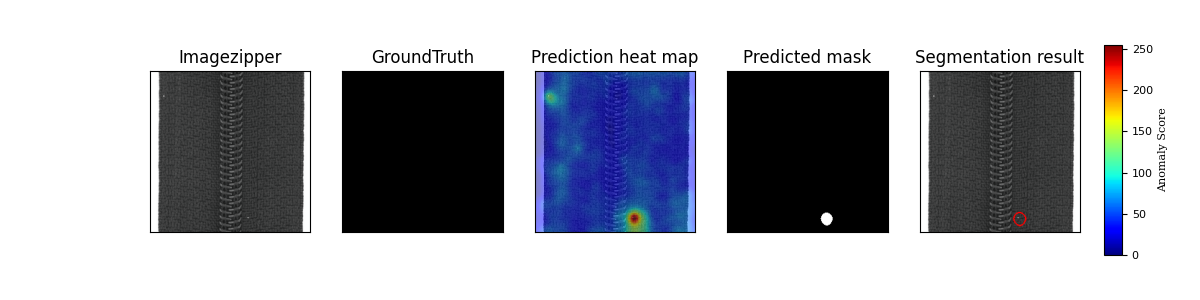 Imagezipper
GroundTruth
Prediction heat map
Predicted mask
Segmentation result
250
200
150
100
50
0
Anomaly Score